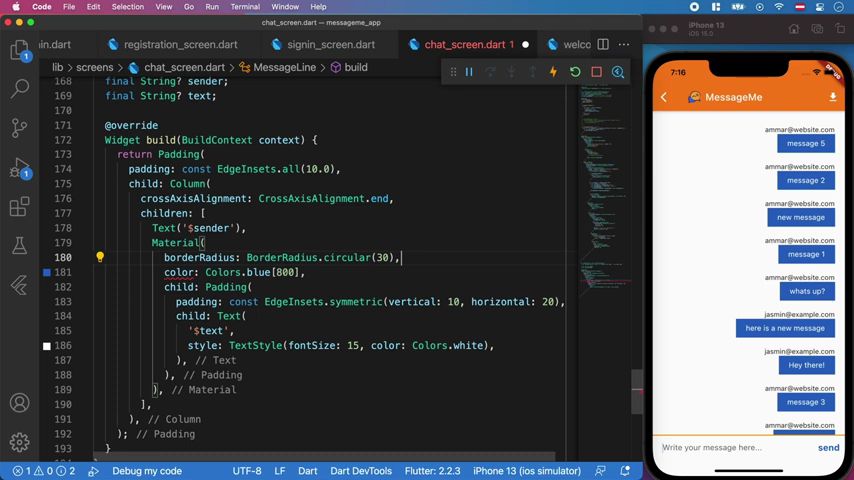 Code File Edit Selection View Go Run Terminal Window Help
chat_screen.dart — messageme_app
in.dart registration_screen.dart signin_screen.dart chat_screen.dart 1 welco
lib > screens > chat_screen.dart > MessageLine > build
168 final String? sender;
169 final String? text;
170
171 @override
172 Widget build(BuildContext context) {
173 return Padding(
174 padding: const EdgeInsets.all(10.0),
175 child: Column(
176 crossAxisAlignment: CrossAxisAlignment.end,
177 children: [
178 Text('$sender'),
179 Material(
180 borderRadius: BorderRadius.circular(30),
181 color: Colors.blue[800],
182 child: Padding(
183 padding: const EdgeInsets.symmetric(vertical: 10, horizontal: 20),
184 child: Text(
185 '$text',
186 style: TextStyle(fontSize: 15, color: Colors.white),
187 ), // Text
188 ), // Padding
189 ), // Material
190 ],
191 ), // Column
192 ); // Padding
193 }
1 0 2 Debug my code UTF-8 LF Dart Dart DevTools Flutter: 2.2.3 iPhone 13 (ios simulator)
1
1
iPhone 13
iOS 15.0
7:16
DEBUG
MessageMe
ammar@website.com
message 5
ammar@website.com
message 2
ammar@website.com
new message
ammar@website.com
message 1
ammar@website.com
whats up?
jasmin@example.com
here is a new message
jasmin@example.com
Hey there!
ammar@website.com
message 3
ammar@website.com
Write your message here...
send